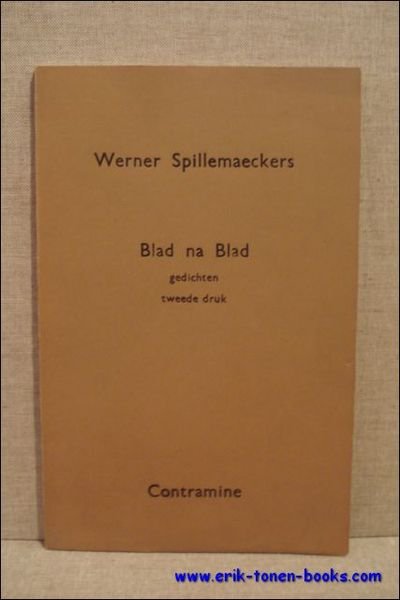 Werner Spillemaeckers
Blad na Blad
gedichten
tweede druk
Contramine
www.erik-tonen-books.com